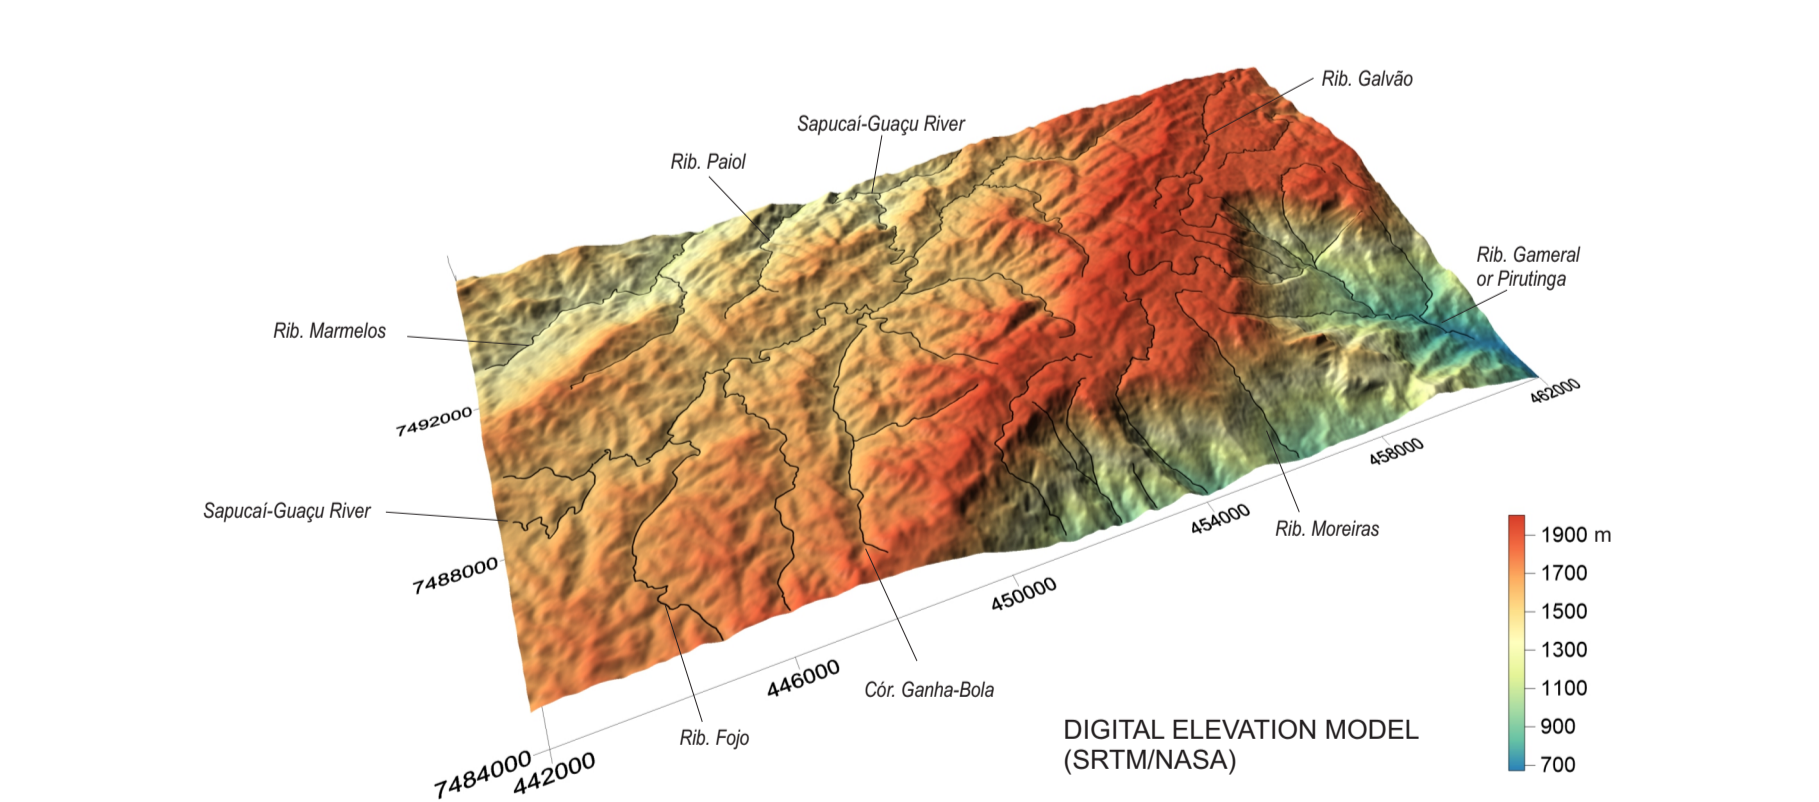 Rib. Galvão
Sapucaí-Guaçu River
Rib. Paiol
Rib. Gameral
or Pirutinga
Rib. Marmelos
462000
7492000
458000
Sapucaí-Guaçu River
454000
Rib. Moreiras
1900 m
7488000
1700
450000
1500
1300
446000
Cór. Ganha-Bola
1100
DIGITAL ELEVATION MODEL
(SRTM/NASA)
900
Rib. Fojo
700
7484000
442000